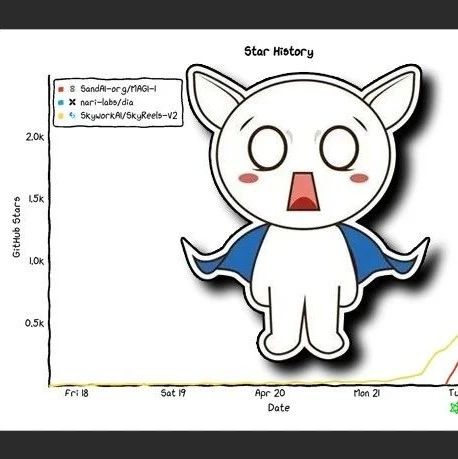 Star History
SandAI-org/MAGI-1
nari-labs/dia
SkyworkAI/SkyReels-V2
GitHub Stars
2.0k
1.5k
1.0k
0.5k
Fri 18
Sat 19
Apr 20
Mon 21
Tu
Date